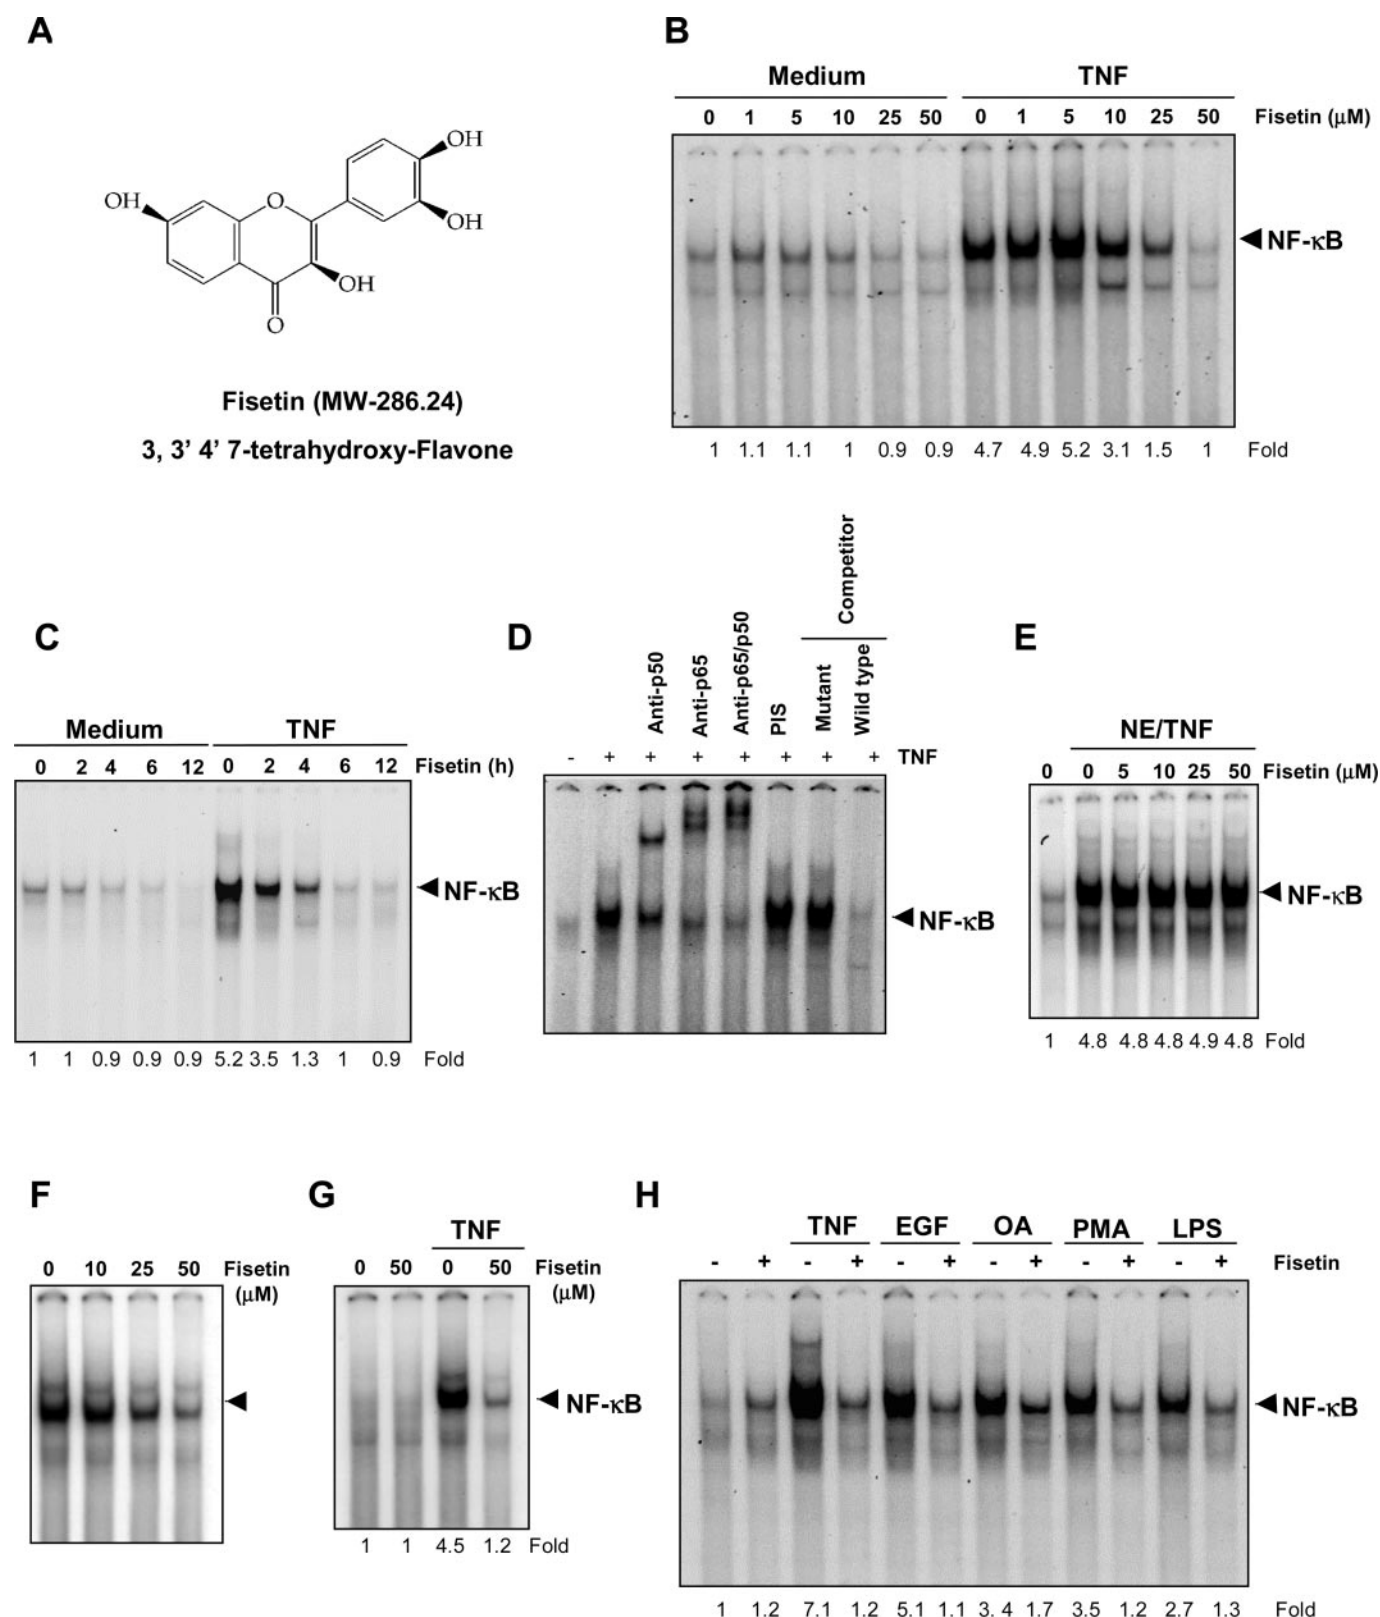 A
OH
OH
OH
O
OH
O
Fisetin (MW-286.24)
3, 3’ 4’ 7-tetrahydroxy-Flavone
B
Medium TNF
0 1 5 10 25 50 0 1 5 10 25 50 Fisetin (μM)
NF-κB
1 1.1 1.1 1 0.9 0.9 4.7 4.9 5.2 3.1 1.5 1 Fold
C
Medium TNF
0 2 4 6 12 0 2 4 6 12 Fisetin (h)
NF-κB
1 1 0.9 0.9 0.9 5.2 3.5 1.3 1 0.9 Fold
D
Competitor
Anti-p50 Anti-p65 Anti-p65/p50 PIS Mutant Wild type
- + + + + + + + TNF
NF-κB
E
NE/TNF
0 0 5 10 25 50 Fisetin (μM)
NF-κB
1 4.8 4.8 4.8 4.9 4.8 Fold
F
0 10 25 50 Fisetin
(μM)
G
TNF
0 50 0 50 Fisetin
(μM)
NF-κB
1 1 4.5 1.2 Fold
H
TNF EGF OA PMA LPS
- + - + - + - + - + - + Fisetin
NF-κB
1 1.2 7.1 1.2 5.1 1.1 3. 4 1.7 3.5 1.2 2.7 1.3 Fold